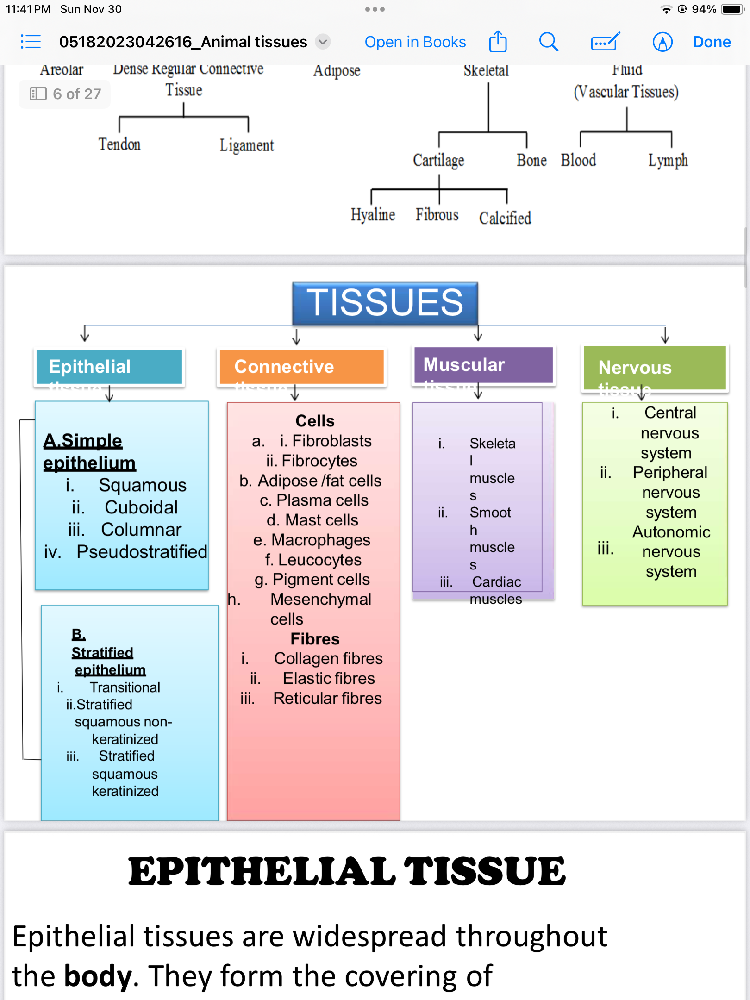 11:41 PM Sun Nov 30
94%
05182023042616_Animal tissues
Open in Books
Done
6 of 27
Areolar
Dense Regular Connective
Tissue
Adipose
Skeletal
Fluid
(Vascular Tissues)
Tendon
Ligament
Cartilage
Bone
Blood
Lymph
Hyaline
Fibrous
Calcified
TISSUES
Epithelial
tissue
Connective
tissue
Muscular
tissue
Nervous
tissue
A.Simple
epithelium
i. Squamous
ii. Cuboidal
iii. Columnar
iv. Pseudostratified
B.
Stratified
epithelium
i. Transitional
ii.Stratified
squamous non-
keratinized
iii. Stratified
squamous
keratinized
Cells
a. i. Fibroblasts
ii. Fibrocytes
b. Adipose /fat cells
c. Plasma cells
d. Mast cells
e. Macrophages
f. Leucocytes
g. Pigment cells
h. Mesenchymal
cells
Fibres
i. Collagen fibres
ii. Elastic fibres
iii. Reticular fibres
i. Skeleta
l
muscle
s
ii. Smoot
h
muscle
s
iii. Cardiac
muscles
i. Central
nervous
system
ii. Peripheral
nervous
system
Autonomic
iii. nervous
system
EPITHELIAL TISSUE
Epithelial tissues are widespread throughout
the body. They form the covering of